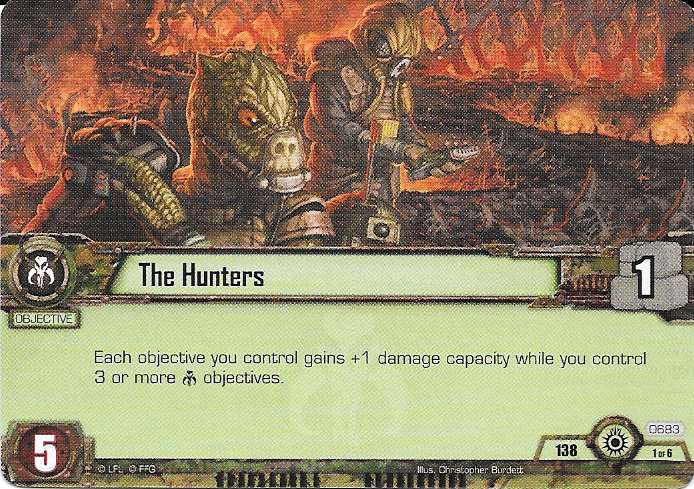 The Hunters
1
OBJECTIVE
Each objective you control gains +1 damage capacity while you control
3 or more objectives.
5
© LFL © FFG
Illus. Christopher Burdett
138
0683
1 OF 6